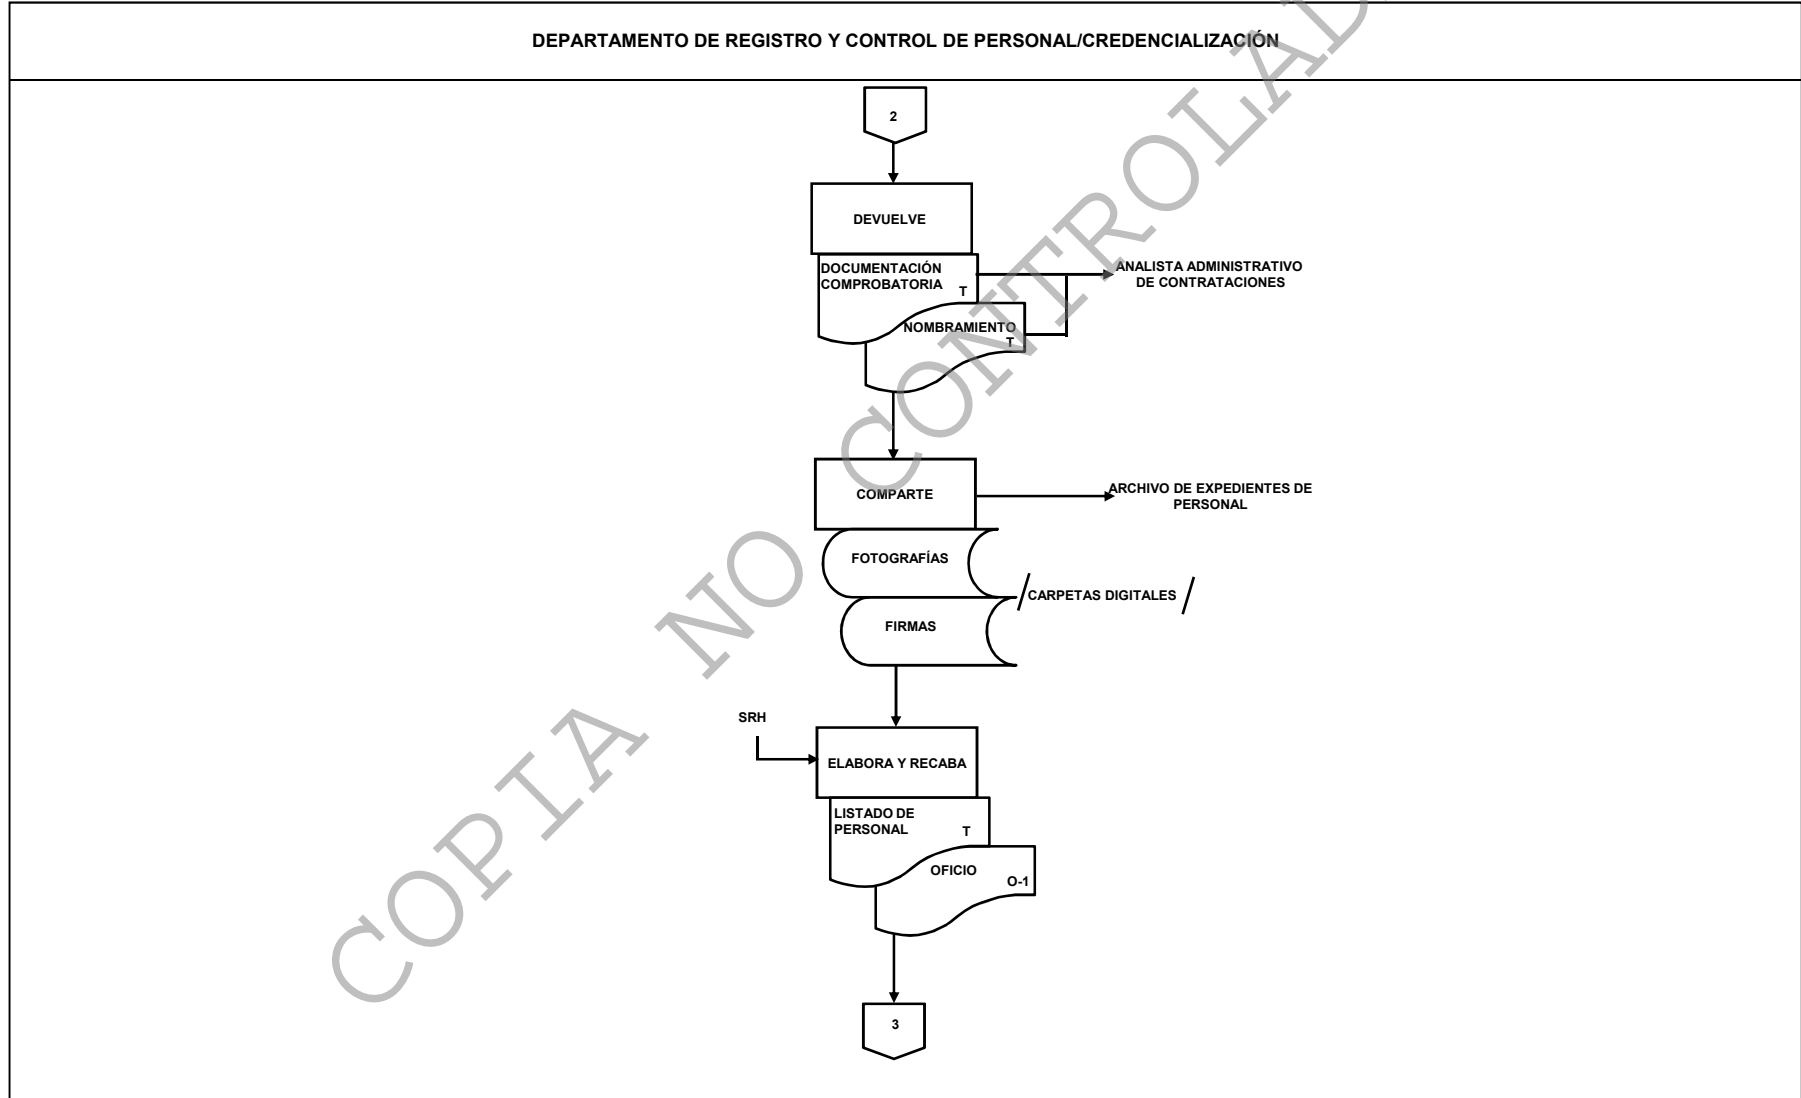 DEPARTAMENTO DE REGISTRO Y CONTROL DE PERSONAL/CREDENCIALIZACIÓN
2
DEVUELVE
DOCUMENTACIÓN
COMPROBATORIA
T
ANALISTA ADMINISTRATIVO
DE CONTRATACIONES
NOMBRAMIENTO
T
COMPARTE
ARCHIVO DE EXPEDIENTES DE
PERSONAL
FOTOGRAFÍAS
/CARPETAS DIGITALES /
FIRMAS
SRH
ELABORA Y RECABA
LISTADO DE
PERSONAL
T
OFICIO
O-1
3
COPIA NO CONTROLAD